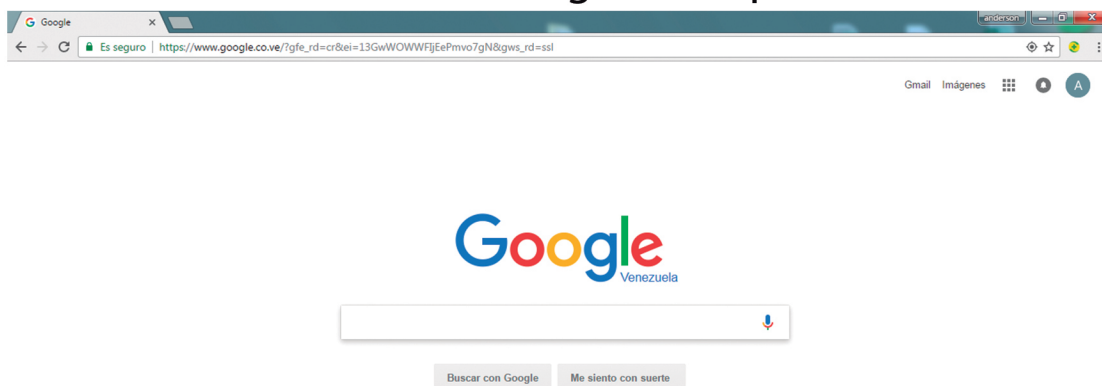 Google
anderson
Es seguro | https://www.google.co.ve/?gfe_rd=cr&ei=13GwWOWWFIjEePmvo7gN&gws_rd=ssl
Gmail Imágenes
A
Google
Venezuela
Buscar con Google Me siento con suerte